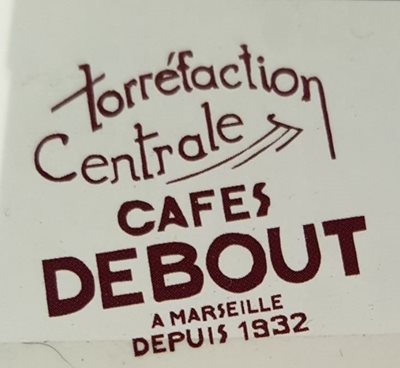 torréfaction
Centrale
CAFES
DEBOUT
A MARSEILLE
DEPUIS 1932